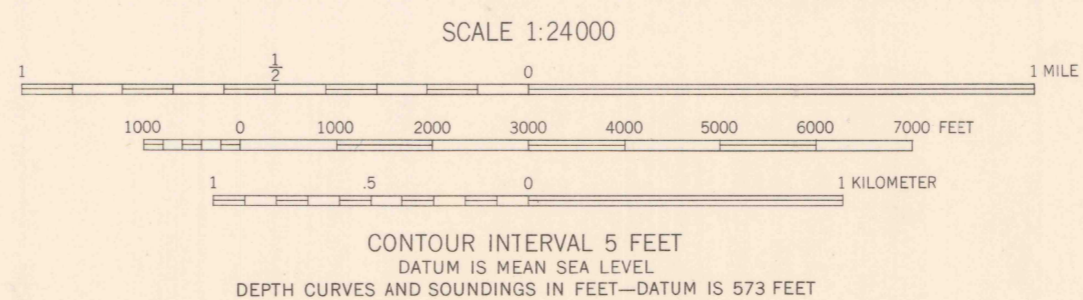 SCALE 1:24000
1 1/2 0 1 MILE
1000 0 1000 2000 3000 4000 5000 6000 7000 FEET
1 .5 0 1 KILOMETER
CONTOUR INTERVAL 5 FEET
DATUM IS MEAN SEA LEVEL
DEPTH CURVES AND SOUNDINGS IN FEET—DATUM IS 573 FEET